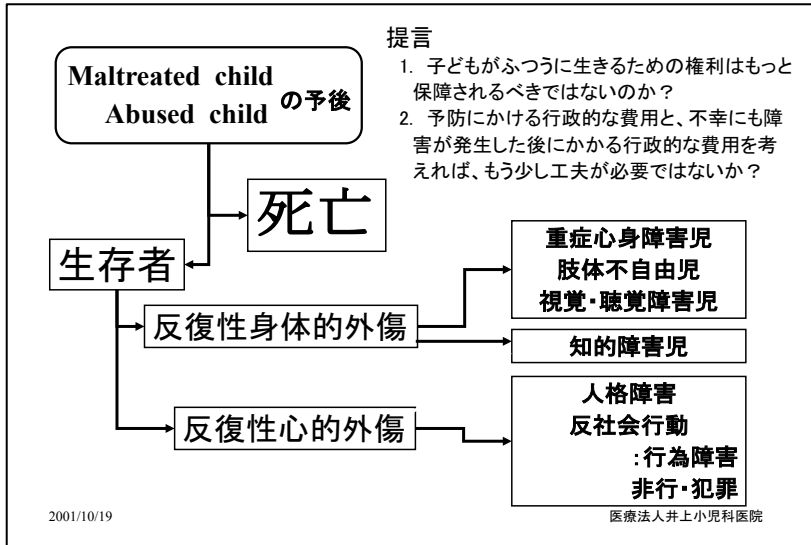 Maltreated child
Abused child の予後
提言
1. 子どもがふつうに生きるための権利はもっと
保障されるべきではないのか？
2. 予防にかける行政的な費用と、不幸にも障
害が発生した後にかかる行政的な費用を考
えれば、もう少し工夫が必要ではないか？
死亡
生存者
反復性身体的外傷
重症心身障害児
肢体不自由児
視覚・聴覚障害児
知的障害児
反復性心的外傷
人格障害
反社会行動
：行為障害
非行・犯罪
2001/10/19
医療法人井上小児科医院